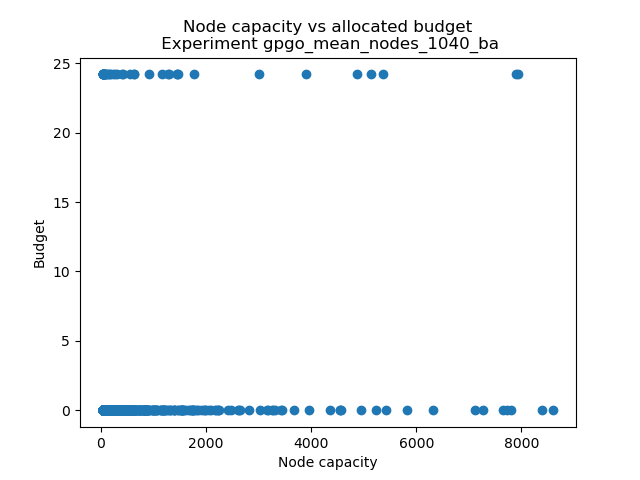 Node capacity vs allocated budget
Experiment gpgo_mean_nodes_1040_ba
25
20
15
10
5
0
Budget
0 2000 4000 6000 8000
Node capacity